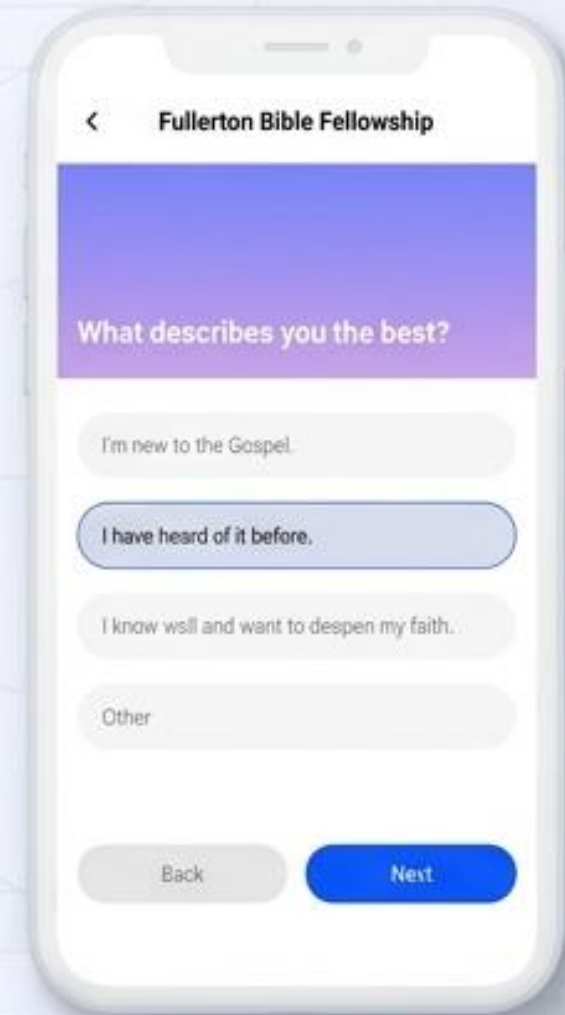 Fullerton Bible Fellowship
What describes you the best?
I'm new to the Gospel.
I have heard of it before.
I know wsll and want to despen my faith.
Other
Back
Next